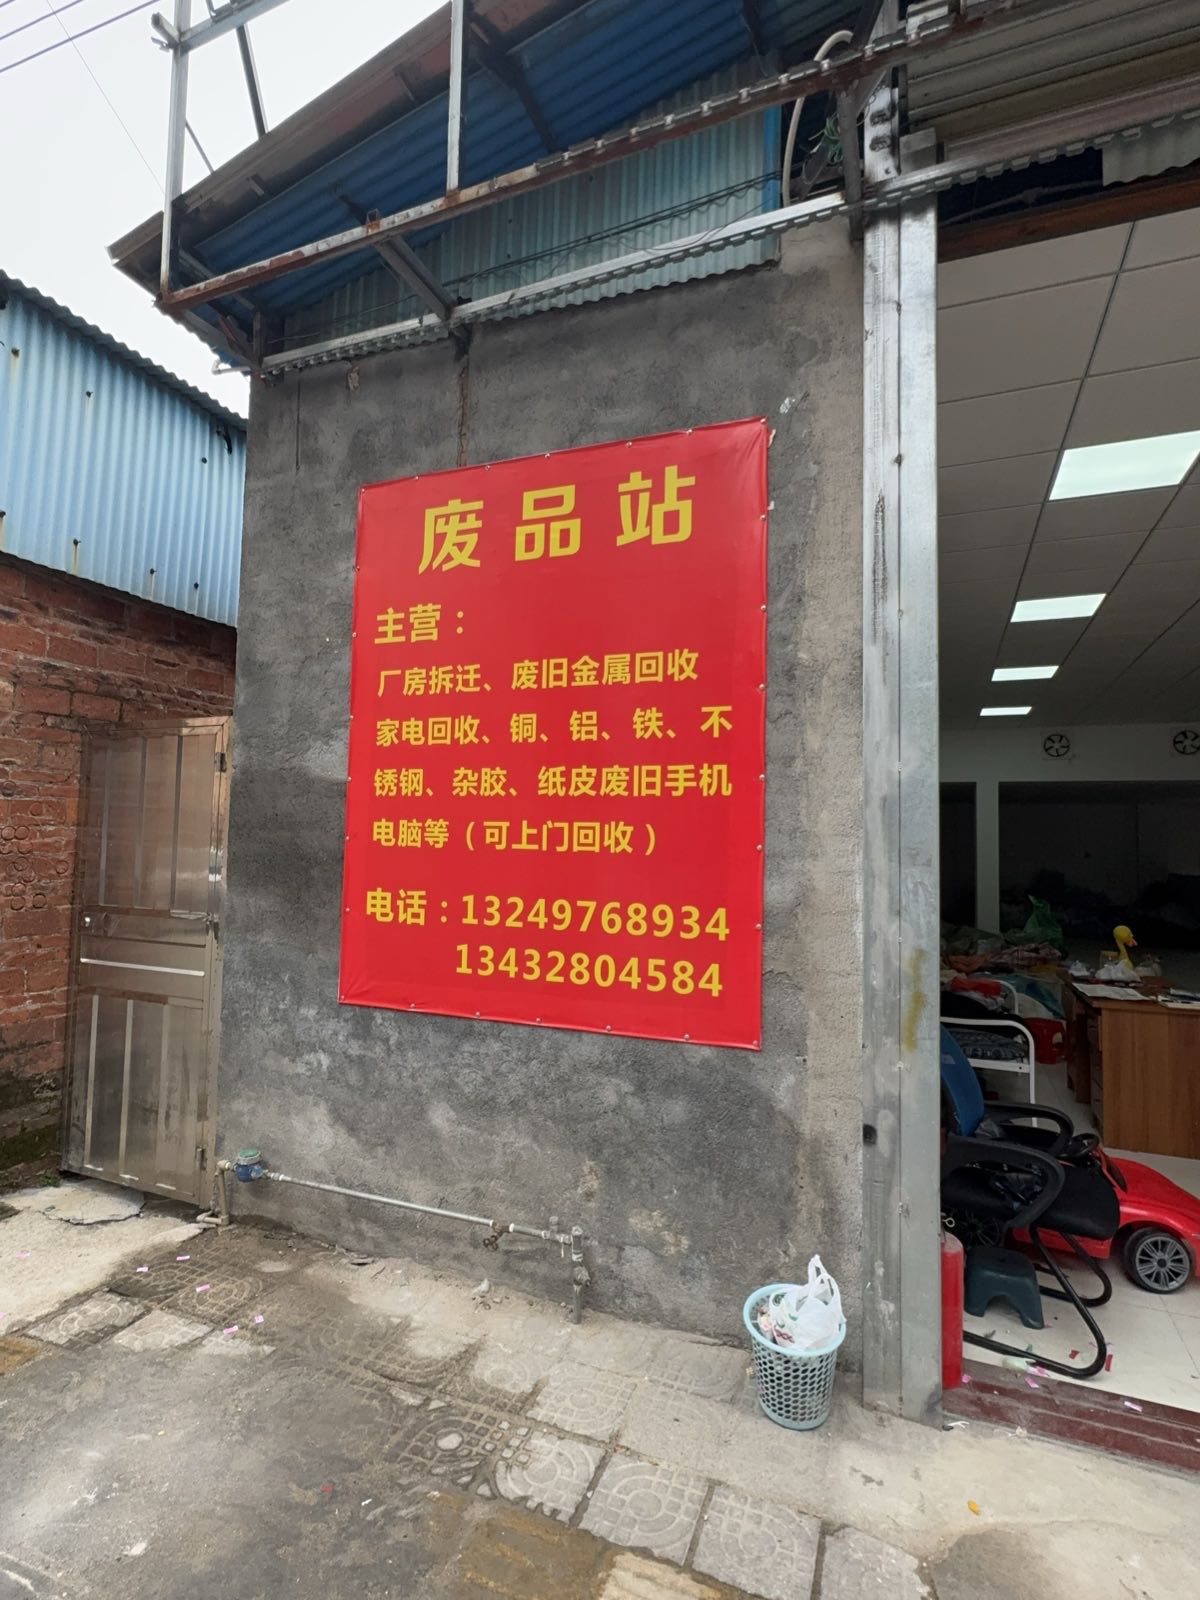 废品站
主营：
厂房拆迁、废旧金属回收
家电回收、铜、铝、铁、不
锈钢、杂胶、纸皮废旧手机
电脑等（可上门回收）
电话：13249768934
13432804584